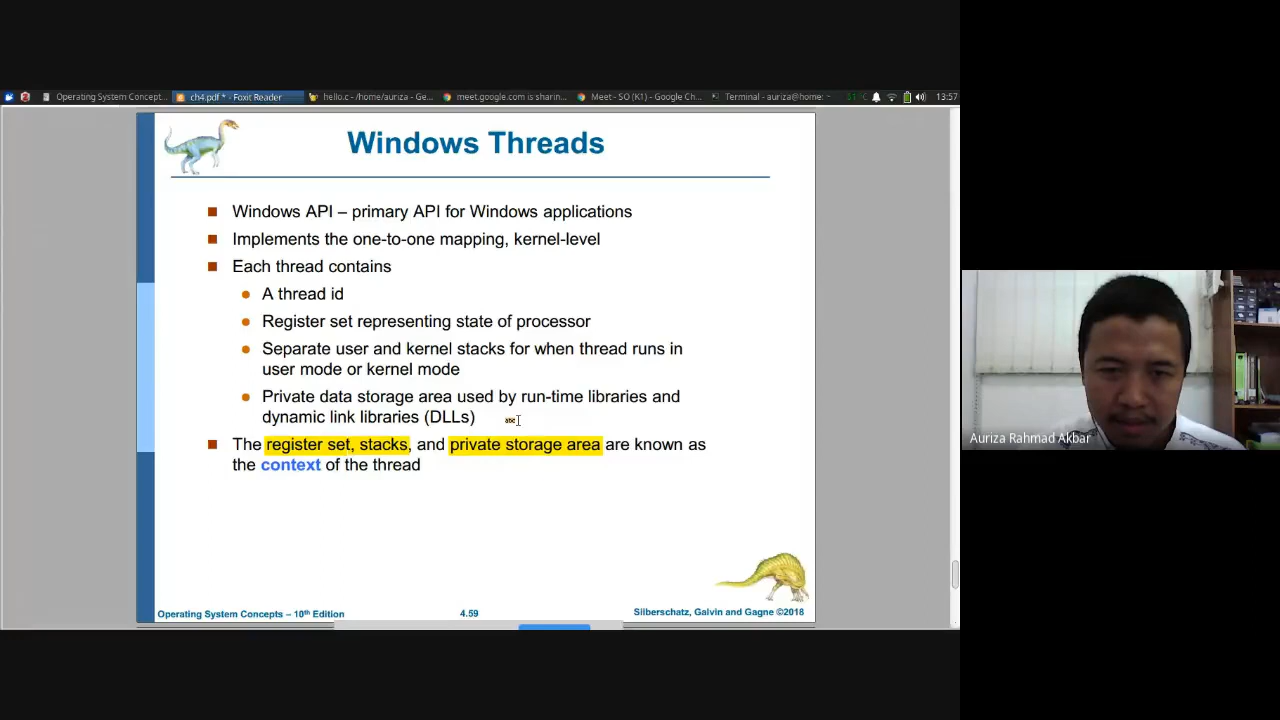 Operating System Concept...
ch4.pdf * - Foxit Reader
hello.c - /home/auriza - Ge...
meet.google.com is sharin...
Meet - SO (K1) - Google Ch...
Terminal - auriza@home: ~
13:57
Windows Threads
Windows API – primary API for Windows applications
Implements the one-to-one mapping, kernel-level
Each thread contains
A thread id
Register set representing state of processor
Separate user and kernel stacks for when thread runs in
user mode or kernel mode
Private data storage area used by run-time libraries and
dynamic link libraries (DLLs)
The register set, stacks, and private storage area are known as
the context of the thread
Operating System Concepts – 10th Edition
4.59
Silberschatz, Galvin and Gagne ©2018
Auriza Rahmad Akbar